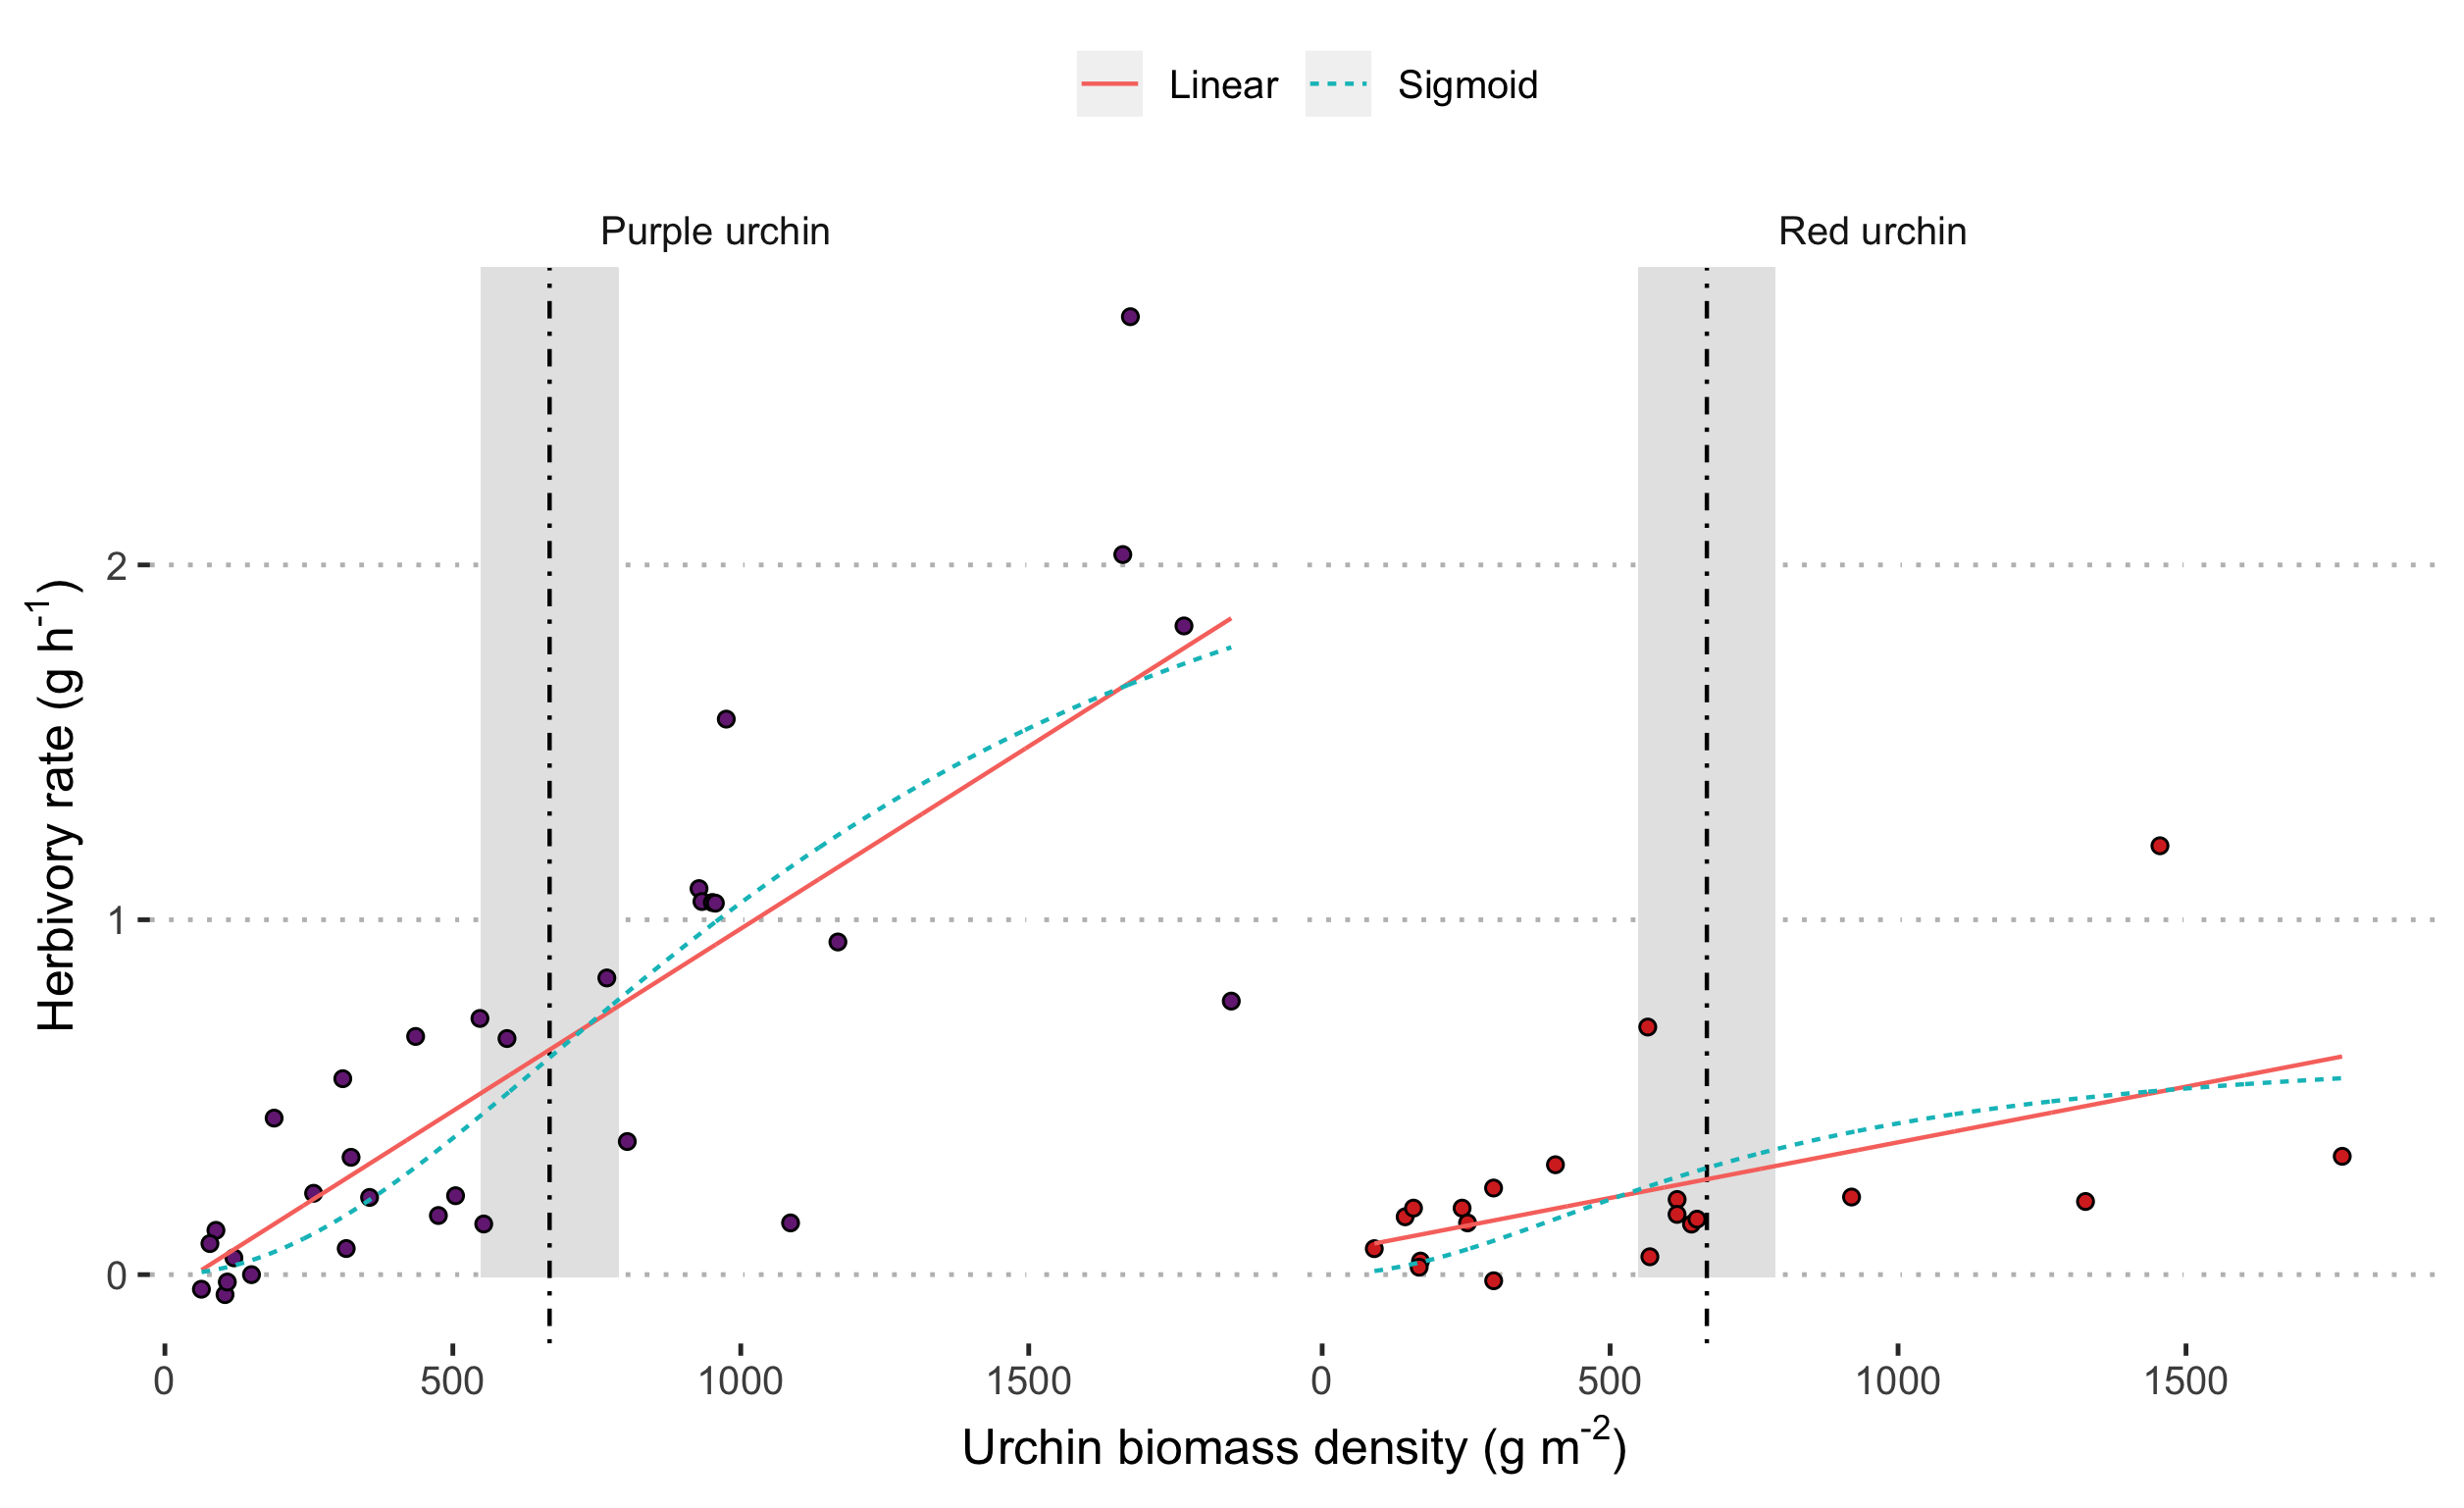 Linear Sigmoid
Purple urchin Red urchin
Herbivory rate (g h⁻¹)
2
1
0
0 500 1000 1500 0 500 1000 1500
Urchin biomass density (g m⁻²)